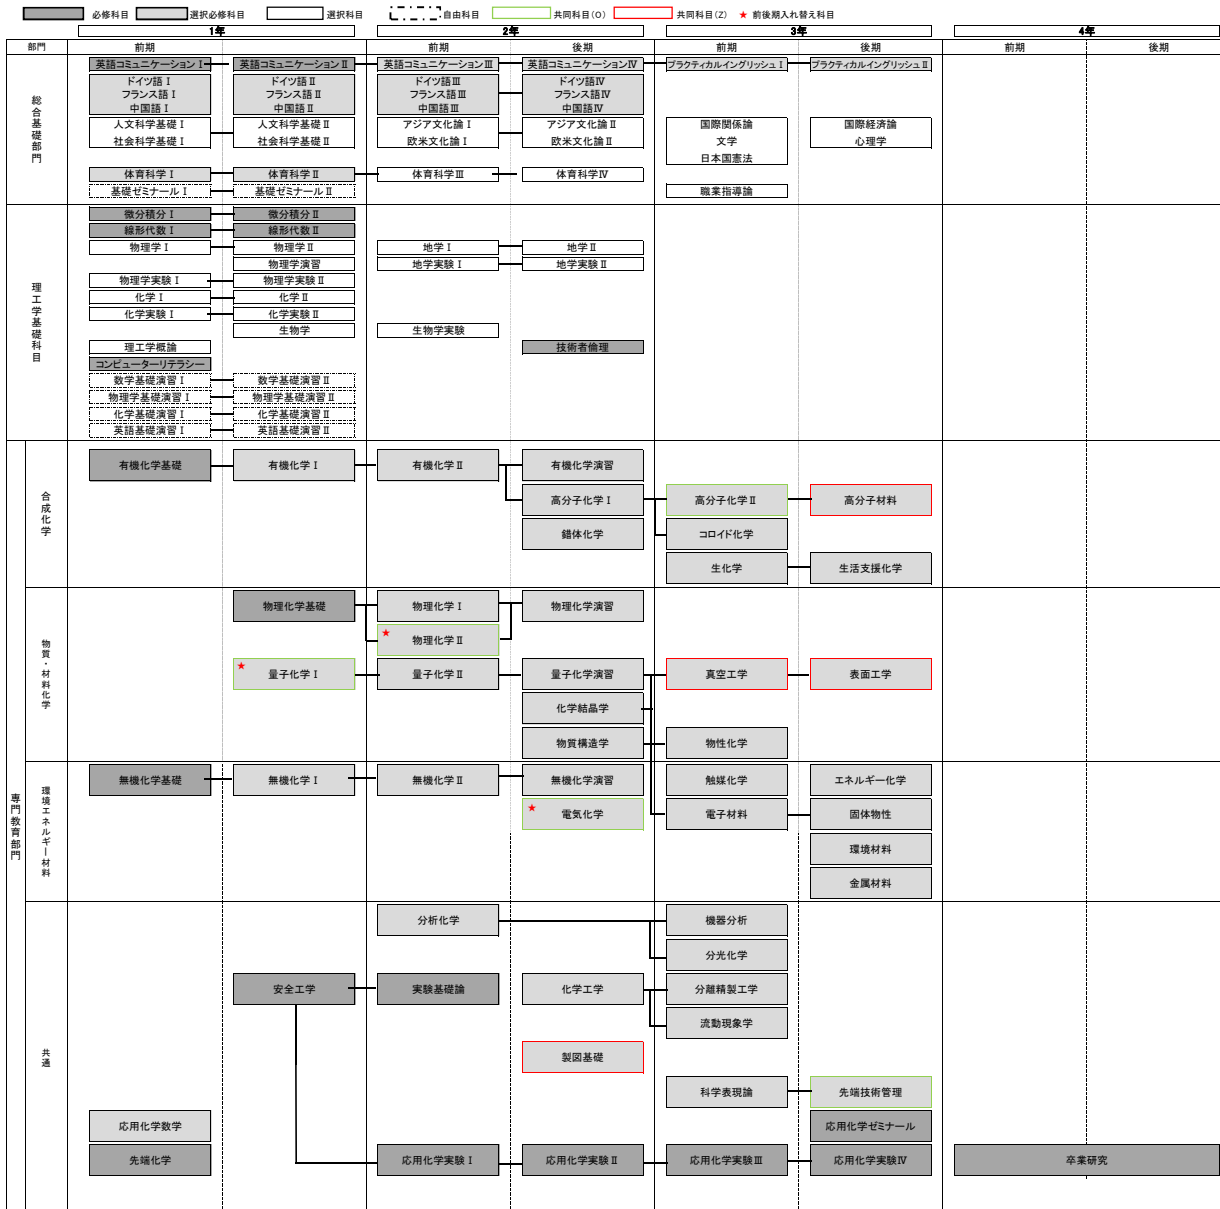 必修科目 選択必修科目 選択科目 自由科目 共同科目(O) 共同科目(Z) ★ 前後期入れ替え科目
1年 2年 3年 4年
部門 前期 前期 後期 前期 後期 前期 後期
総合基礎部門
英語コミュニケーションⅠ 英語コミュニケーションⅡ 英語コミュニケーションⅢ 英語コミュニケーションⅣ プラクティカルイングリッシュⅠ プラクティカルイングリッシュⅡ
ドイツ語Ⅰ ドイツ語Ⅱ ドイツ語Ⅲ ドイツ語Ⅳ
フランス語Ⅰ フランス語Ⅱ フランス語Ⅲ フランス語Ⅳ
中国語Ⅰ 中国語Ⅱ 中国語Ⅲ 中国語Ⅳ
人文科学基礎Ⅰ 人文科学基礎Ⅱ アジア文化論Ⅰ アジア文化論Ⅱ 国際関係論 国際経済論
社会科学基礎Ⅰ 社会科学基礎Ⅱ 欧米文化論Ⅰ 欧米文化論Ⅱ 文学 心理学
日本国憲法
体育科学Ⅰ 体育科学Ⅱ 体育科学Ⅲ 体育科学Ⅳ
基礎ゼミナールⅠ 基礎ゼミナールⅡ 職業指導論
理工学基礎科目
微分積分Ⅰ 微分積分Ⅱ
線形代数Ⅰ 線形代数Ⅱ
物理学Ⅰ 物理学Ⅱ 地学Ⅰ 地学Ⅱ
物理学演習 地学実験Ⅰ 地学実験Ⅱ
物理学実験Ⅰ 物理学実験Ⅱ
化学Ⅰ 化学Ⅱ
化学実験Ⅰ 化学実験Ⅱ
生物学 生物学実験
理工学概論 技術者倫理
コンピューターリテラシー
数学基礎演習Ⅰ 数学基礎演習Ⅱ
物理学基礎演習Ⅰ 物理学基礎演習Ⅱ
化学基礎演習Ⅰ 化学基礎演習Ⅱ
英語基礎演習Ⅰ 英語基礎演習Ⅱ
専門教育部門
合成化学
有機化学基礎 有機化学Ⅰ 有機化学Ⅱ 有機化学演習
高分子化学Ⅰ 高分子化学Ⅱ 高分子材料
錯体化学 コロイド化学
生化学 生活支援化学
物質・材料化学
物理化学基礎 物理化学Ⅰ 物理化学演習
★ 物理化学Ⅱ
★ 量子化学Ⅰ 量子化学Ⅱ 量子化学演習 真空工学 表面工学
化学結晶学
物質構造学 物性化学
環境エネルギー材料
無機化学基礎 無機化学Ⅰ 無機化学Ⅱ 無機化学演習 触媒化学 エネルギー化学
★ 電気化学 電子材料 固体物性
環境材料
金属材料
共通
分析化学 機器分析
分光化学
安全工学 実験基礎論 化学工学 分離精製工学
流動現象学
製図基礎
科学表現論 先端技術管理
応用化学数学 応用化学ゼミナール
先端化学 応用化学実験Ⅰ 応用化学実験Ⅱ 応用化学実験Ⅲ 応用化学実験Ⅳ 卒業研究